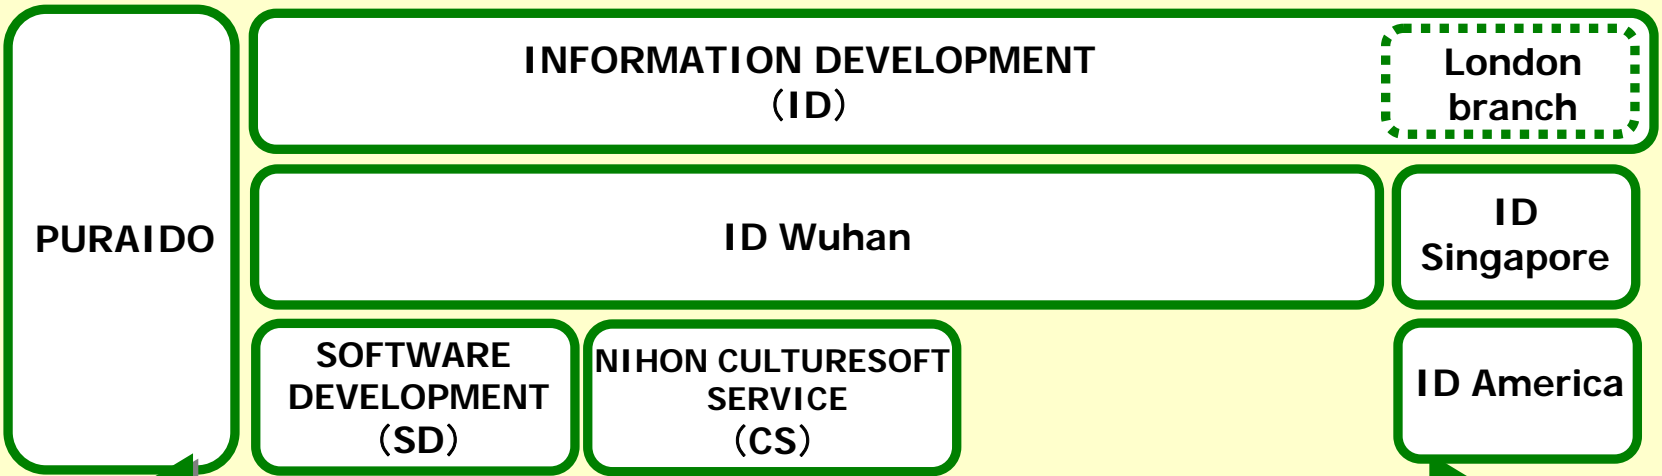 PURAIDO
INFORMATION DEVELOPMENT
（ID）
London
branch
ID Wuhan
ID
Singapore
SOFTWARE
DEVELOPMENT
（SD）
NIHON CULTURESOFT
SERVICE
（CS）
ID America